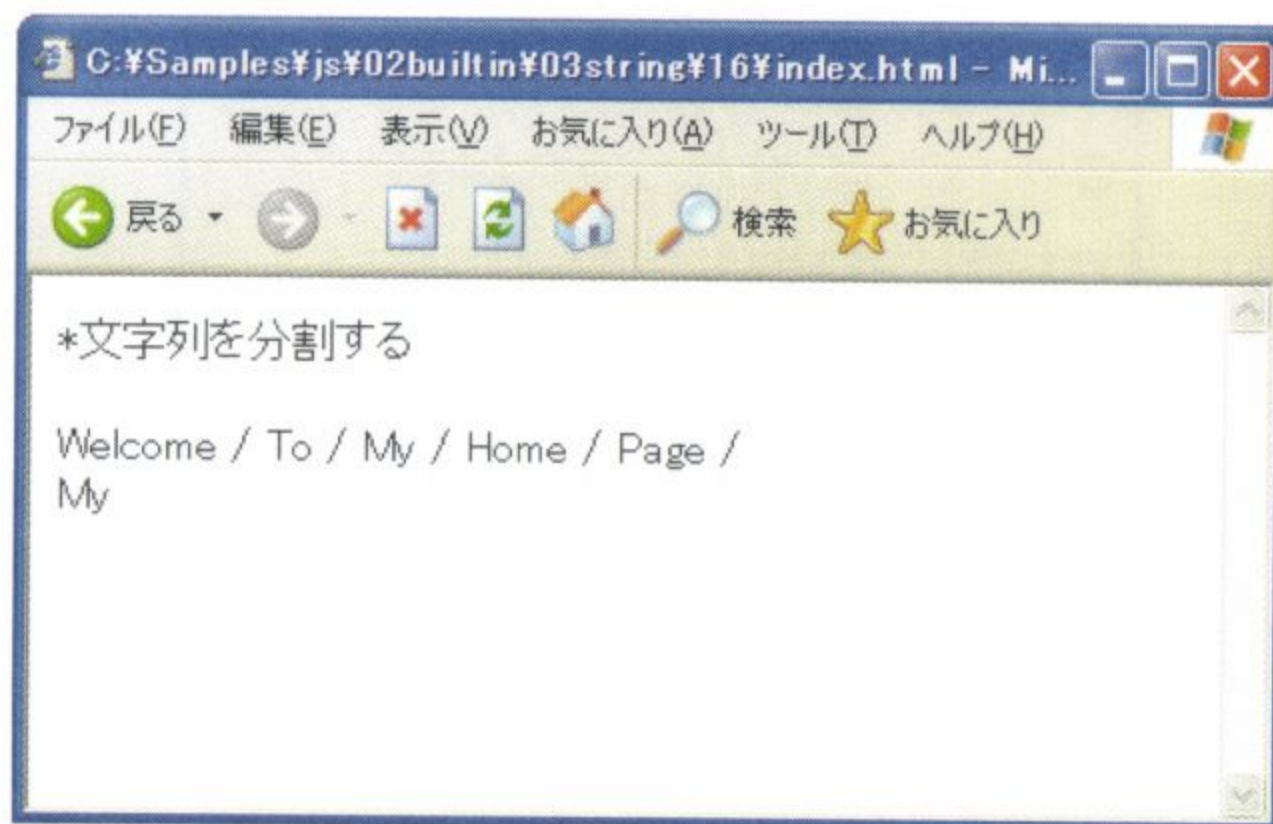 C:¥Samples¥js¥02builtin¥03string¥16¥index.html - Mi...
ファイル(F) 編集(E) 表示(V) お気に入り(A) ツール(T) ヘルプ(H)
戻る 検索 お気に入り
*文字列を分割する
Welcome / To / My / Home / Page /
My